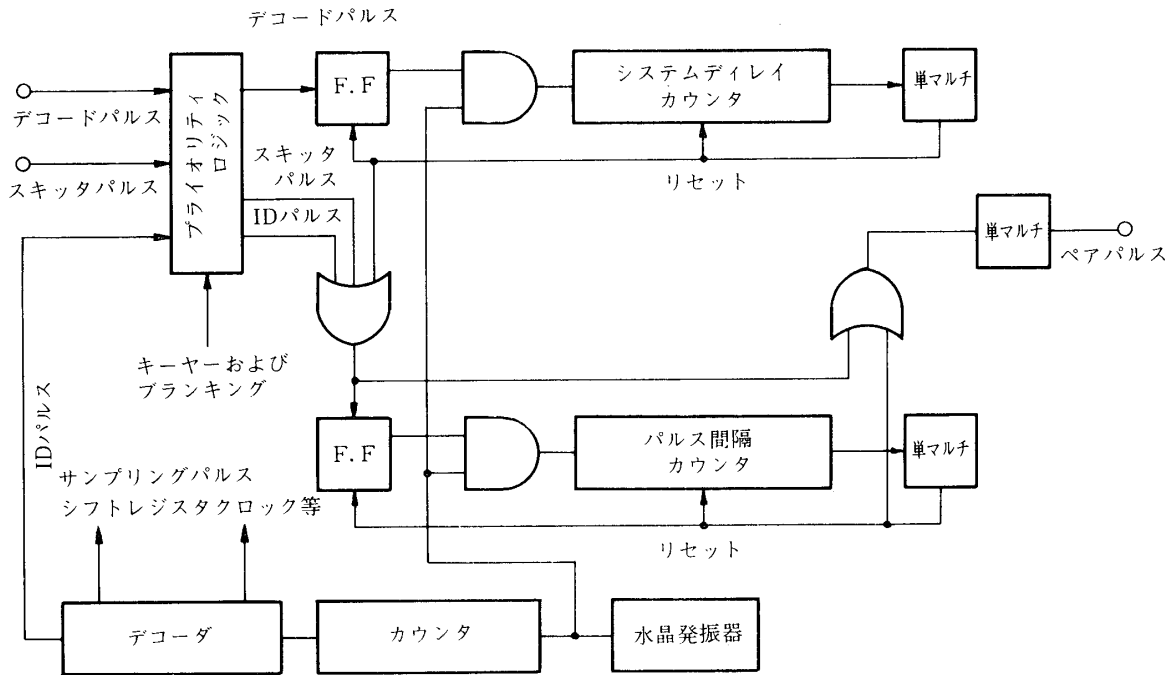 デコードパルス
デコードパルス
スキッタパルス
プライオリティ
ロジック
F.F
システムディレイ
カウンタ
単マルチ
スキッタ
パルス
IDパルス
リセット
単マルチ
ペアパルス
キーヤーおよび
ブランキング
IDパルス
F.F
パルス間隔
カウンタ
単マルチ
サンプリングパルス
シフトレジスタクロック等
リセット
デコーダ
カウンタ
水晶発振器